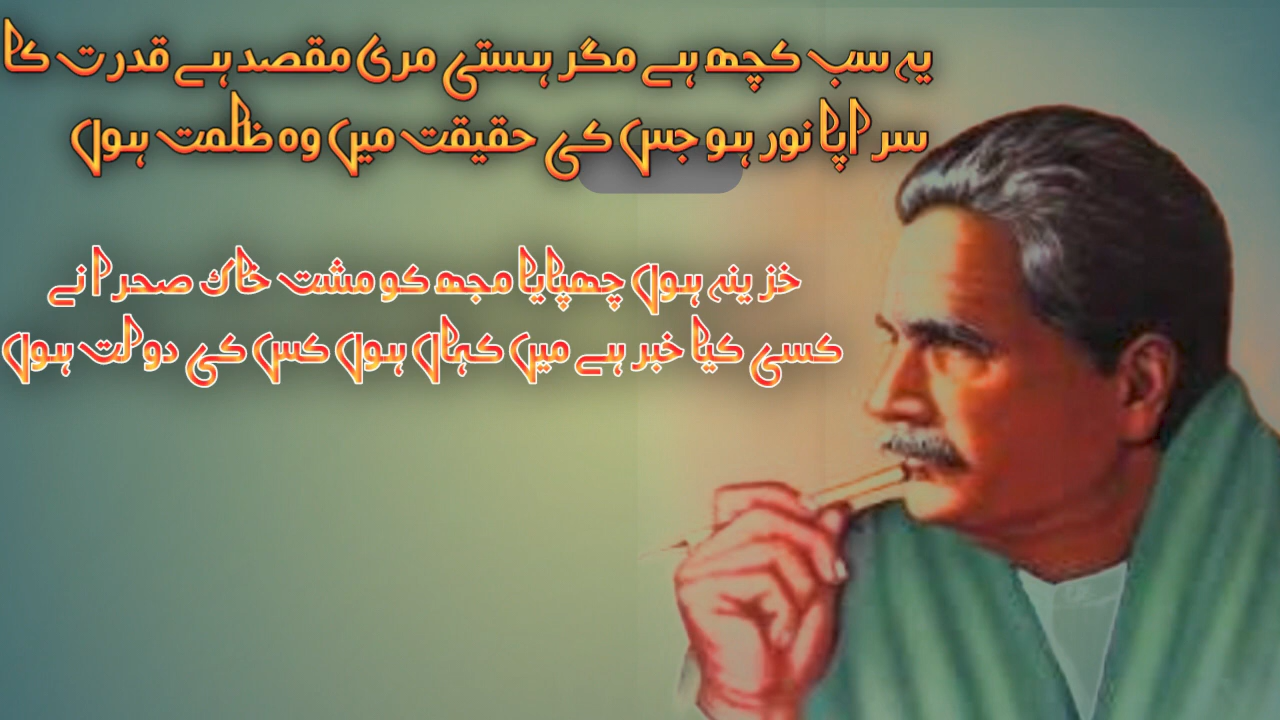 یہ سب کچھ ہے مگر ہستی مری مقصد ہے قدرت کا
سراپا نور ہو جس کی حقیقت میں وہ ظلمت ہوں
خزینہ ہوں چھپایا مجھ کو مشت خاک صحرا نے
کسی کیا خبر ہے میں کہاں ہوں کس کی دولت ہوں